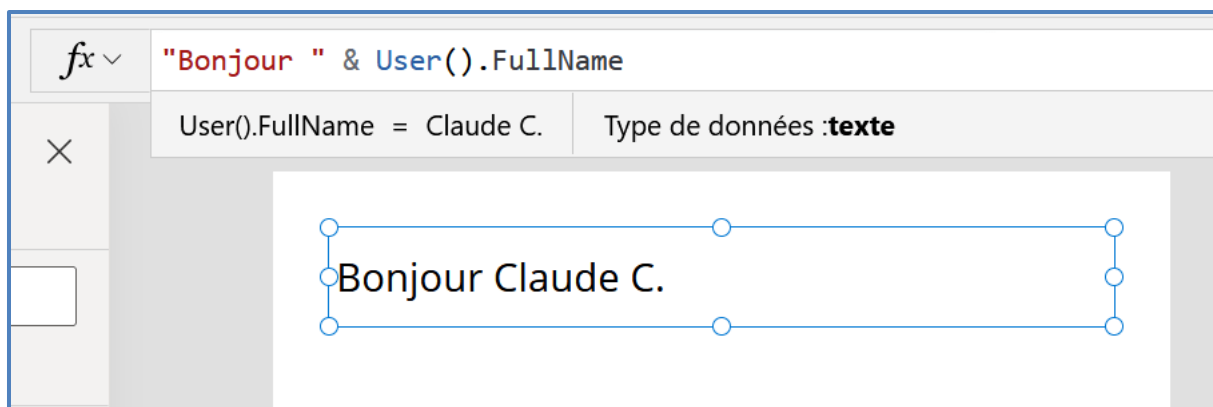 fx "Bonjour " & User().FullName
User().FullName = Claude C. Type de données :texte
Bonjour Claude C.